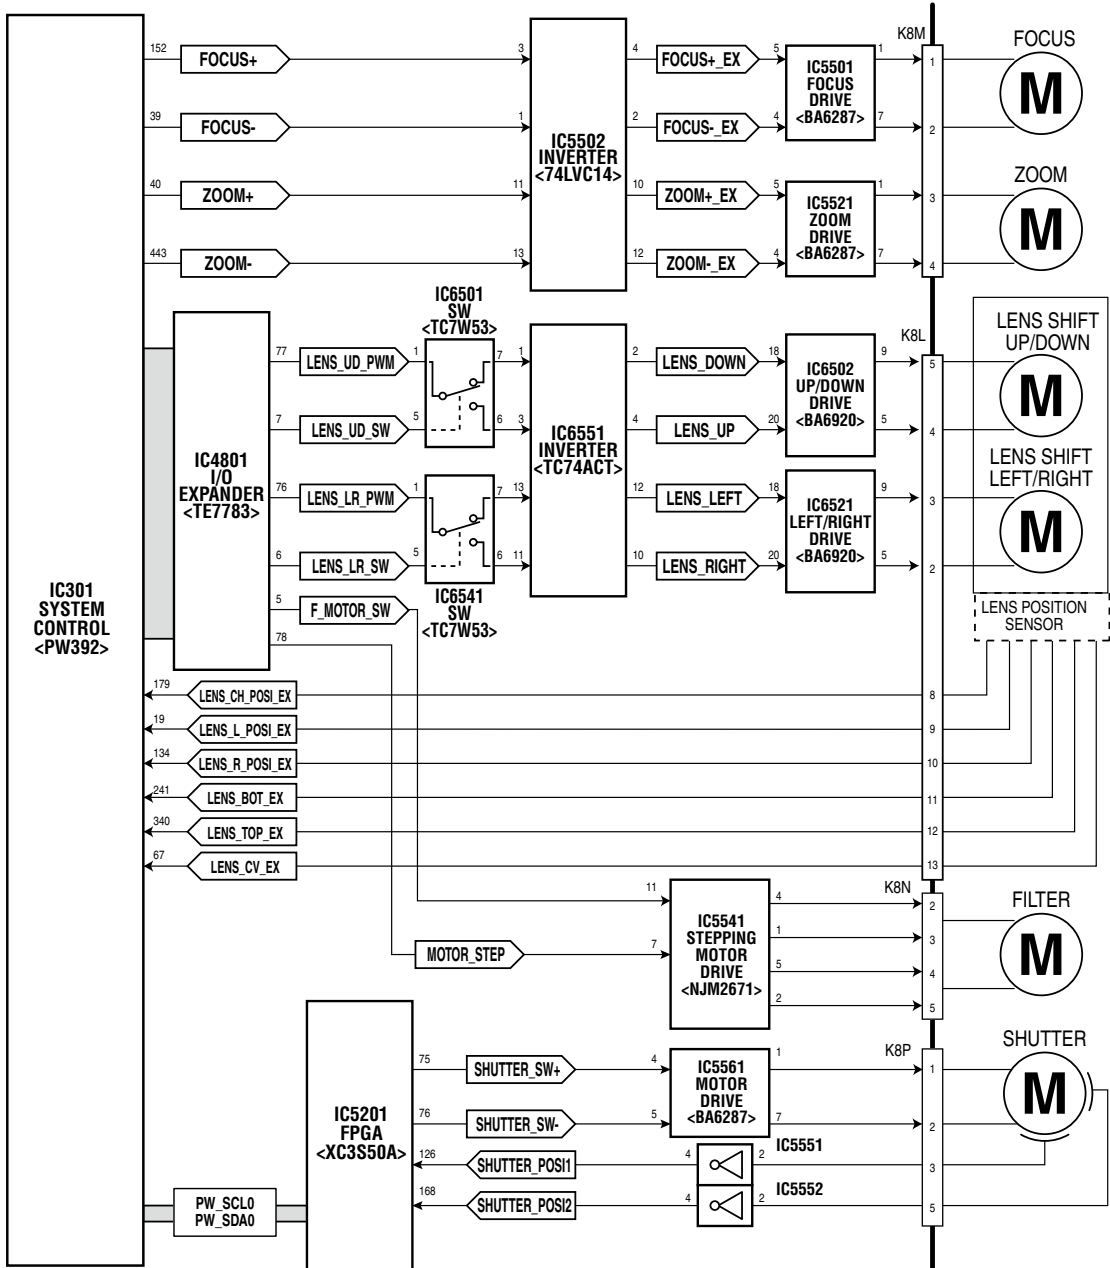 K8M
FOCUS
152
FOCUS+
3
4
FOCUS+_EX
5
IC5501
FOCUS
DRIVE
<BA6287>
1
1
M
39
FOCUS-
1
2
FOCUS-_EX
4
7
2
IC5502
INVERTER
<74LVC14>
ZOOM
40
ZOOM+
11
10
ZOOM+_EX
5
IC5521
ZOOM
DRIVE
<BA6287>
1
3
M
443
ZOOM-
13
12
ZOOM-_EX
4
7
4
IC6501
SW
<TC7W53>
K8L
LENS SHIFT
UP/DOWN
77
LENS_UD_PWM
1
7
1
2
LENS_DOWN
18
IC6502
UP/DOWN
DRIVE
<BA6920>
9
5
M
7
LENS_UD_SW
5
6
3
4
LENS_UP
20
5
4
IC4801
I/O
EXPANDER
<TE7783>
IC6551
INVERTER
<TC74ACT>
LENS SHIFT
LEFT/RIGHT
76
LENS_LR_PWM
1
7
13
12
LENS_LEFT
18
IC6521
LEFT/RIGHT
DRIVE
<BA6920>
9
3
M
6
LENS_LR_SW
5
6
11
10
LENS_RIGHT
20
5
2
IC6541
SW
<TC7W53>
IC301
SYSTEM
CONTROL
<PW392>
5
F_MOTOR_SW
78
LENS POSITION
SENSOR
179
LENS_CH_POSI_EX
8
19
LENS_L_POSI_EX
9
134
LENS_R_POSI_EX
10
241
LENS_BOT_EX
11
340
LENS_TOP_EX
12
67
LENS_CV_EX
13
K8N
FILTER
11
IC5541
STEPPING
MOTOR
DRIVE
<NJM2671>
4
2
1
3
M
MOTOR_STEP
7
5
4
2
5
K8P
SHUTTER
75
SHUTTER_SW+
4
IC5561
MOTOR
DRIVE
<BA6287>
1
1
M
IC5201
FPGA
<XC3S50A>
76
SHUTTER_SW-
5
7
2
IC5551
126
SHUTTER_POSI1
4
2
3
IC5552
168
SHUTTER_POSI2
4
2
5
PW_SCL0
PW_SDA0